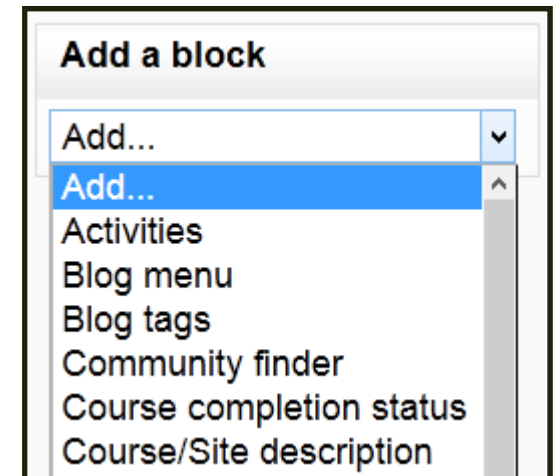 Add a block
Add...
Add...
Activities
Blog menu
Blog tags
Community finder
Course completion status
Course/Site description